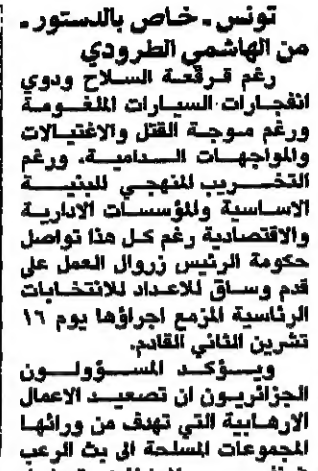 تونس ـ خاص بالدستور ـ
من الهاشمي الطرودي
رغم قرقعة السلاح ودوي
انفجارات السيارات الملغومة
ورغم موجة القتل والاغتيالات
والمواجهات الدامية، ورغم
التخريب المنهجي للبنية
الاساسية وللمؤسسات الادارية
والاقتصادية رغم كل هذا تواصل
حكومة الرئيس زروال العمل على
قدم وساق للاعداد للانتخابات
الرئاسية المزمع اجراؤها يوم ١٦
تشرين الثاني القادم.
ويؤكد المسؤولون
الجزائريون ان تصعيد الاعمال
الارهابية التي تهدف من ورائها
المجموعات المسلحة الى بث الرعب